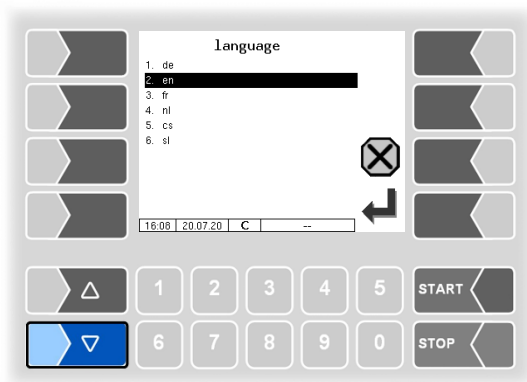 language
1. de
2. en
3. fr
4. nl
5. cs
6. sl
16:08 20.07.20 C --
1 2 3 4 5 START
6 7 8 9 0 STOP